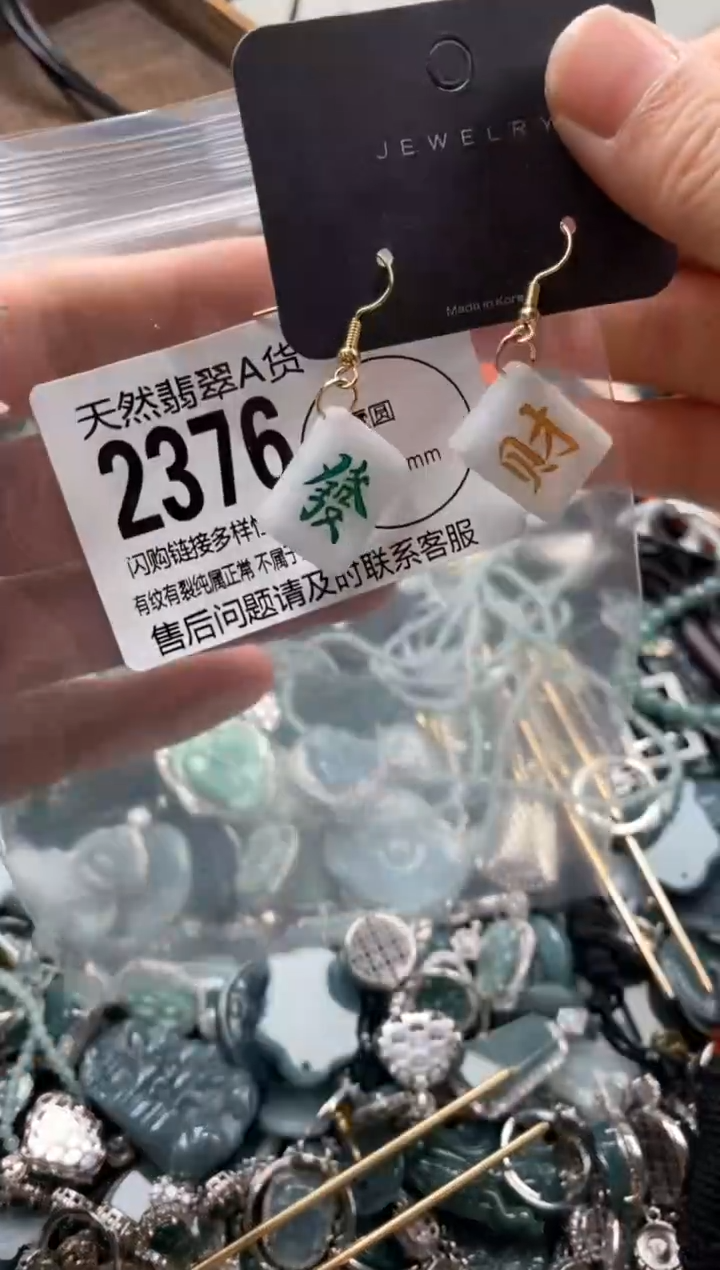 JEWELRY
Made in Kor
天然翡翠A货
2376
圆
mm
發
财
闪购链接多样
有纹有裂纯属正常 不属于
售后问题请及时联系客服